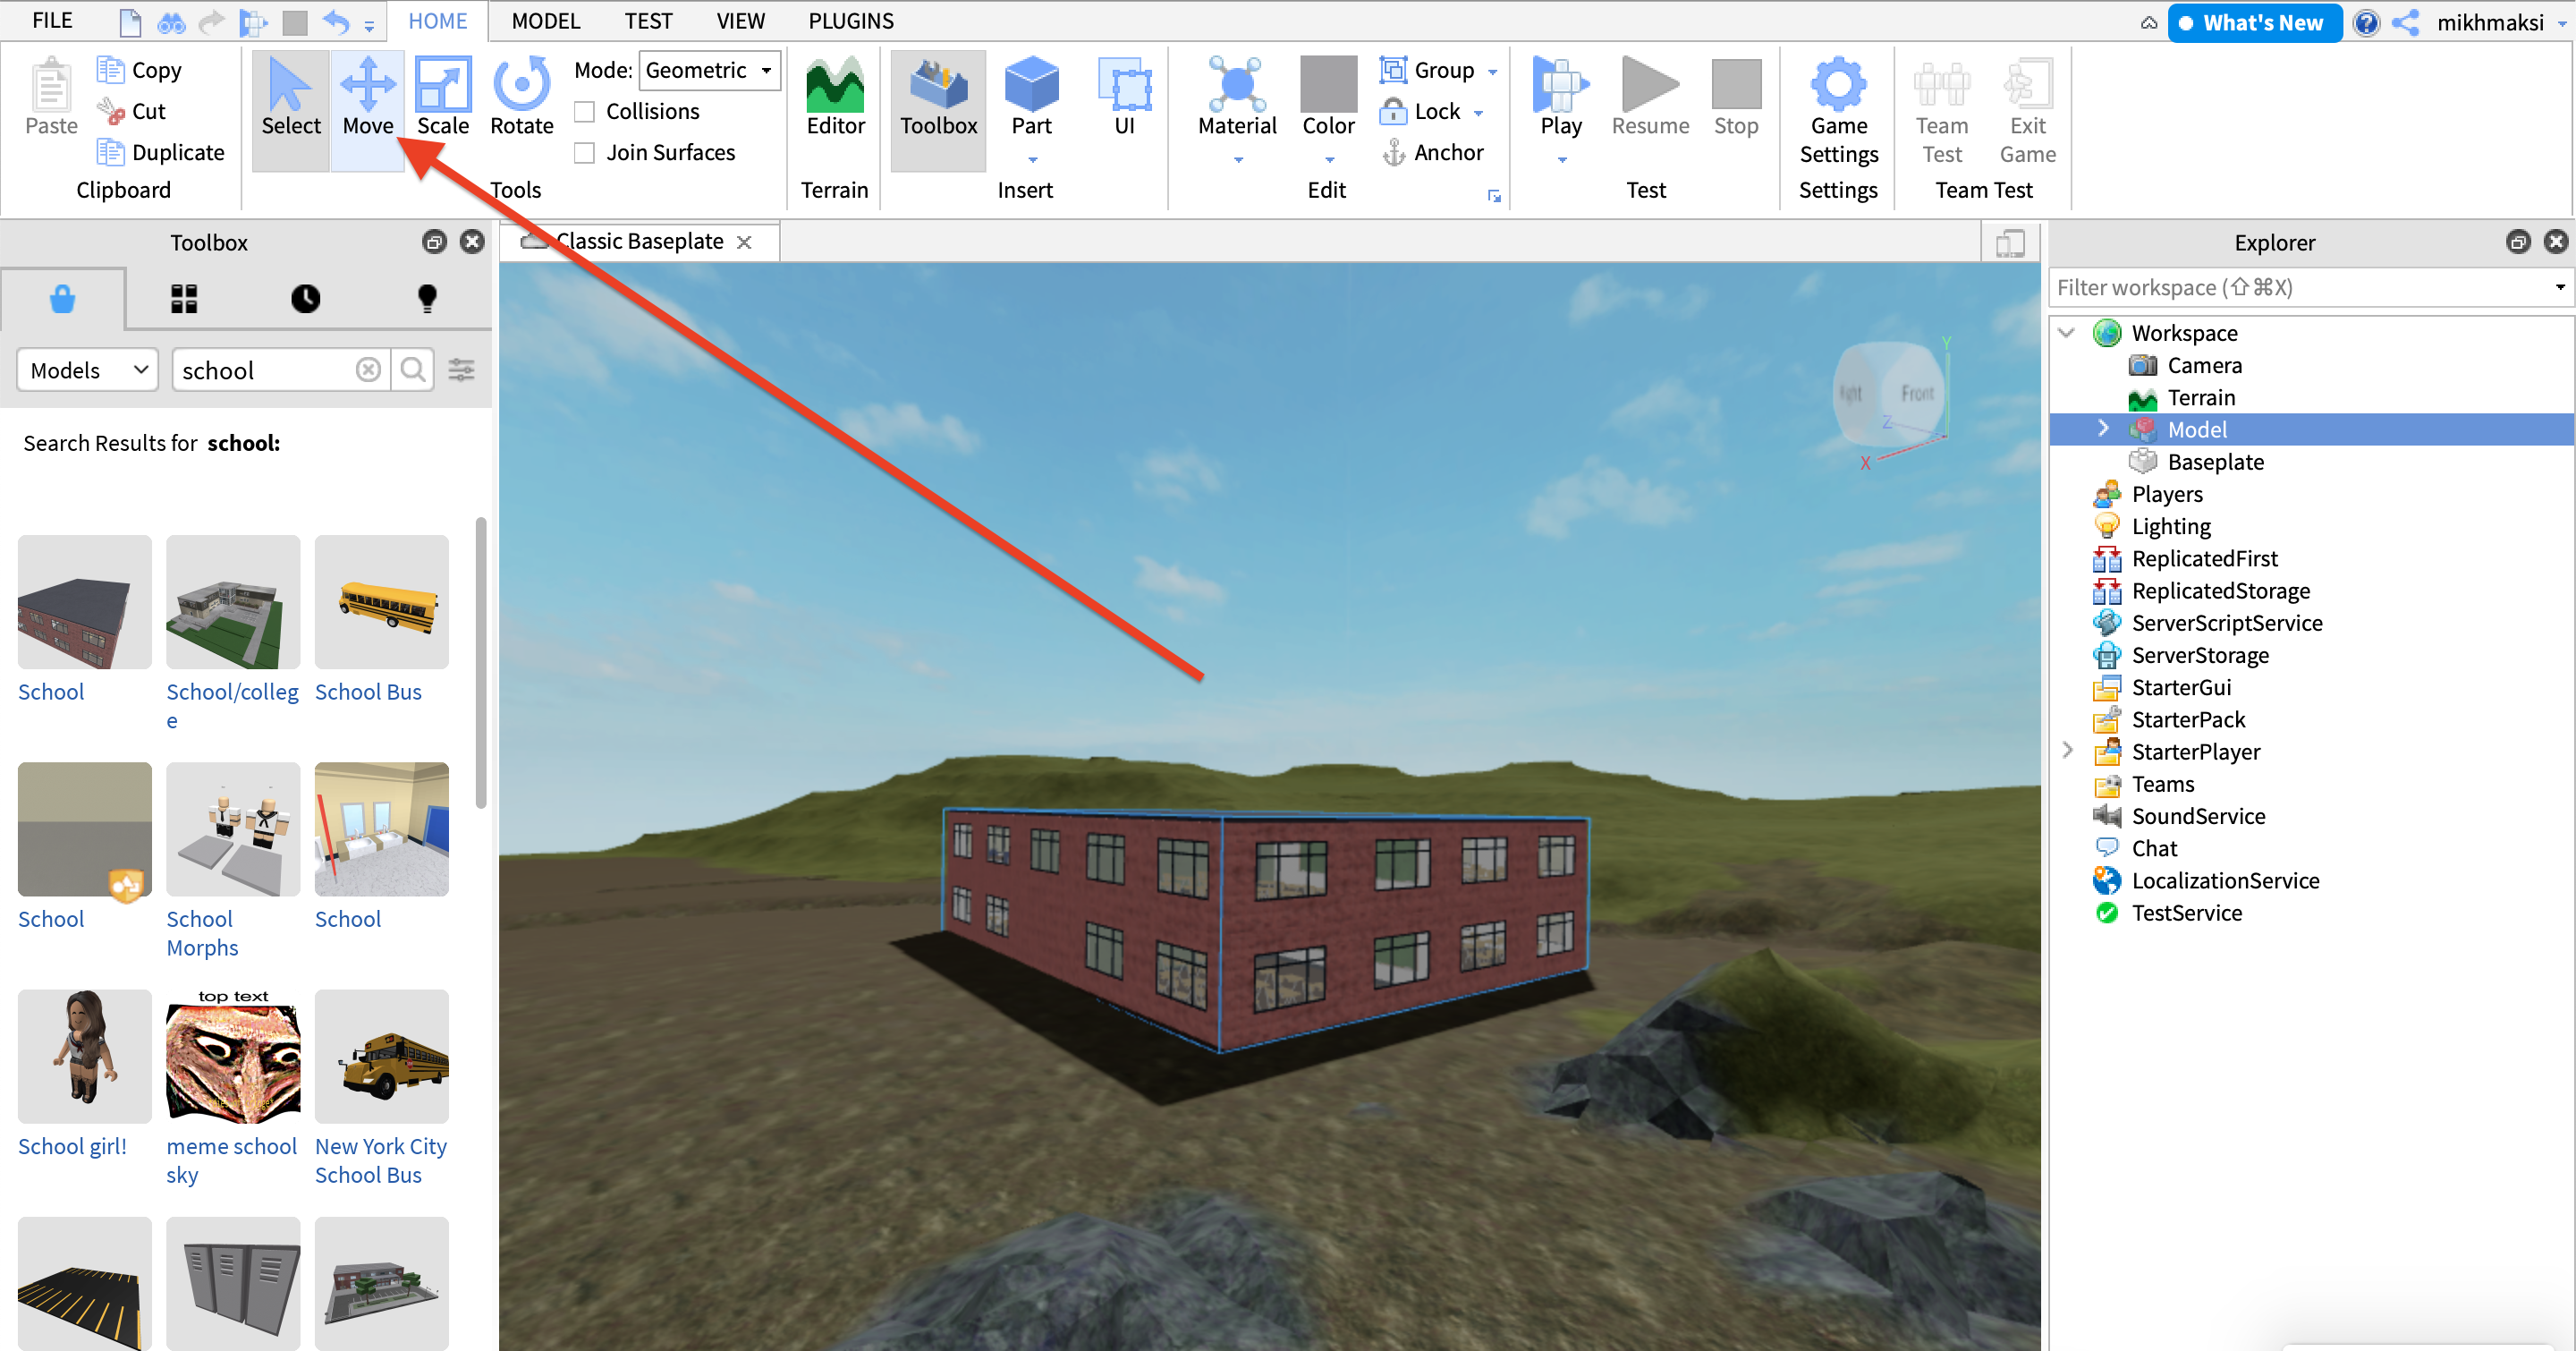 FILE HOME MODEL TEST VIEW PLUGINS What's New mikhmaksi
Paste Copy Cut Duplicate
Clipboard
Select Move Scale Rotate Mode: Geometric Collisions Join Surfaces
Tools
Editor
Terrain
Toolbox Part UI
Insert
Material Color Group Lock Anchor
Edit
Play Resume Stop
Test
Game Settings
Settings
Team Test Exit Game
Team Test
Toolbox
Models school
Search Results for school:
School
School/colleg
e
School Bus
School
School
Morphs
School
School girl!
top text
meme school
sky
New York City
School Bus
Classic Baseplate
Front
Y
Z
X
Explorer
Filter workspace (⇧⌘X)
Workspace
Camera
Terrain
Model
Baseplate
Players
Lighting
ReplicatedFirst
ReplicatedStorage
ServerScriptService
ServerStorage
StarterGui
StarterPack
StarterPlayer
Teams
SoundService
Chat
LocalizationService
TestService